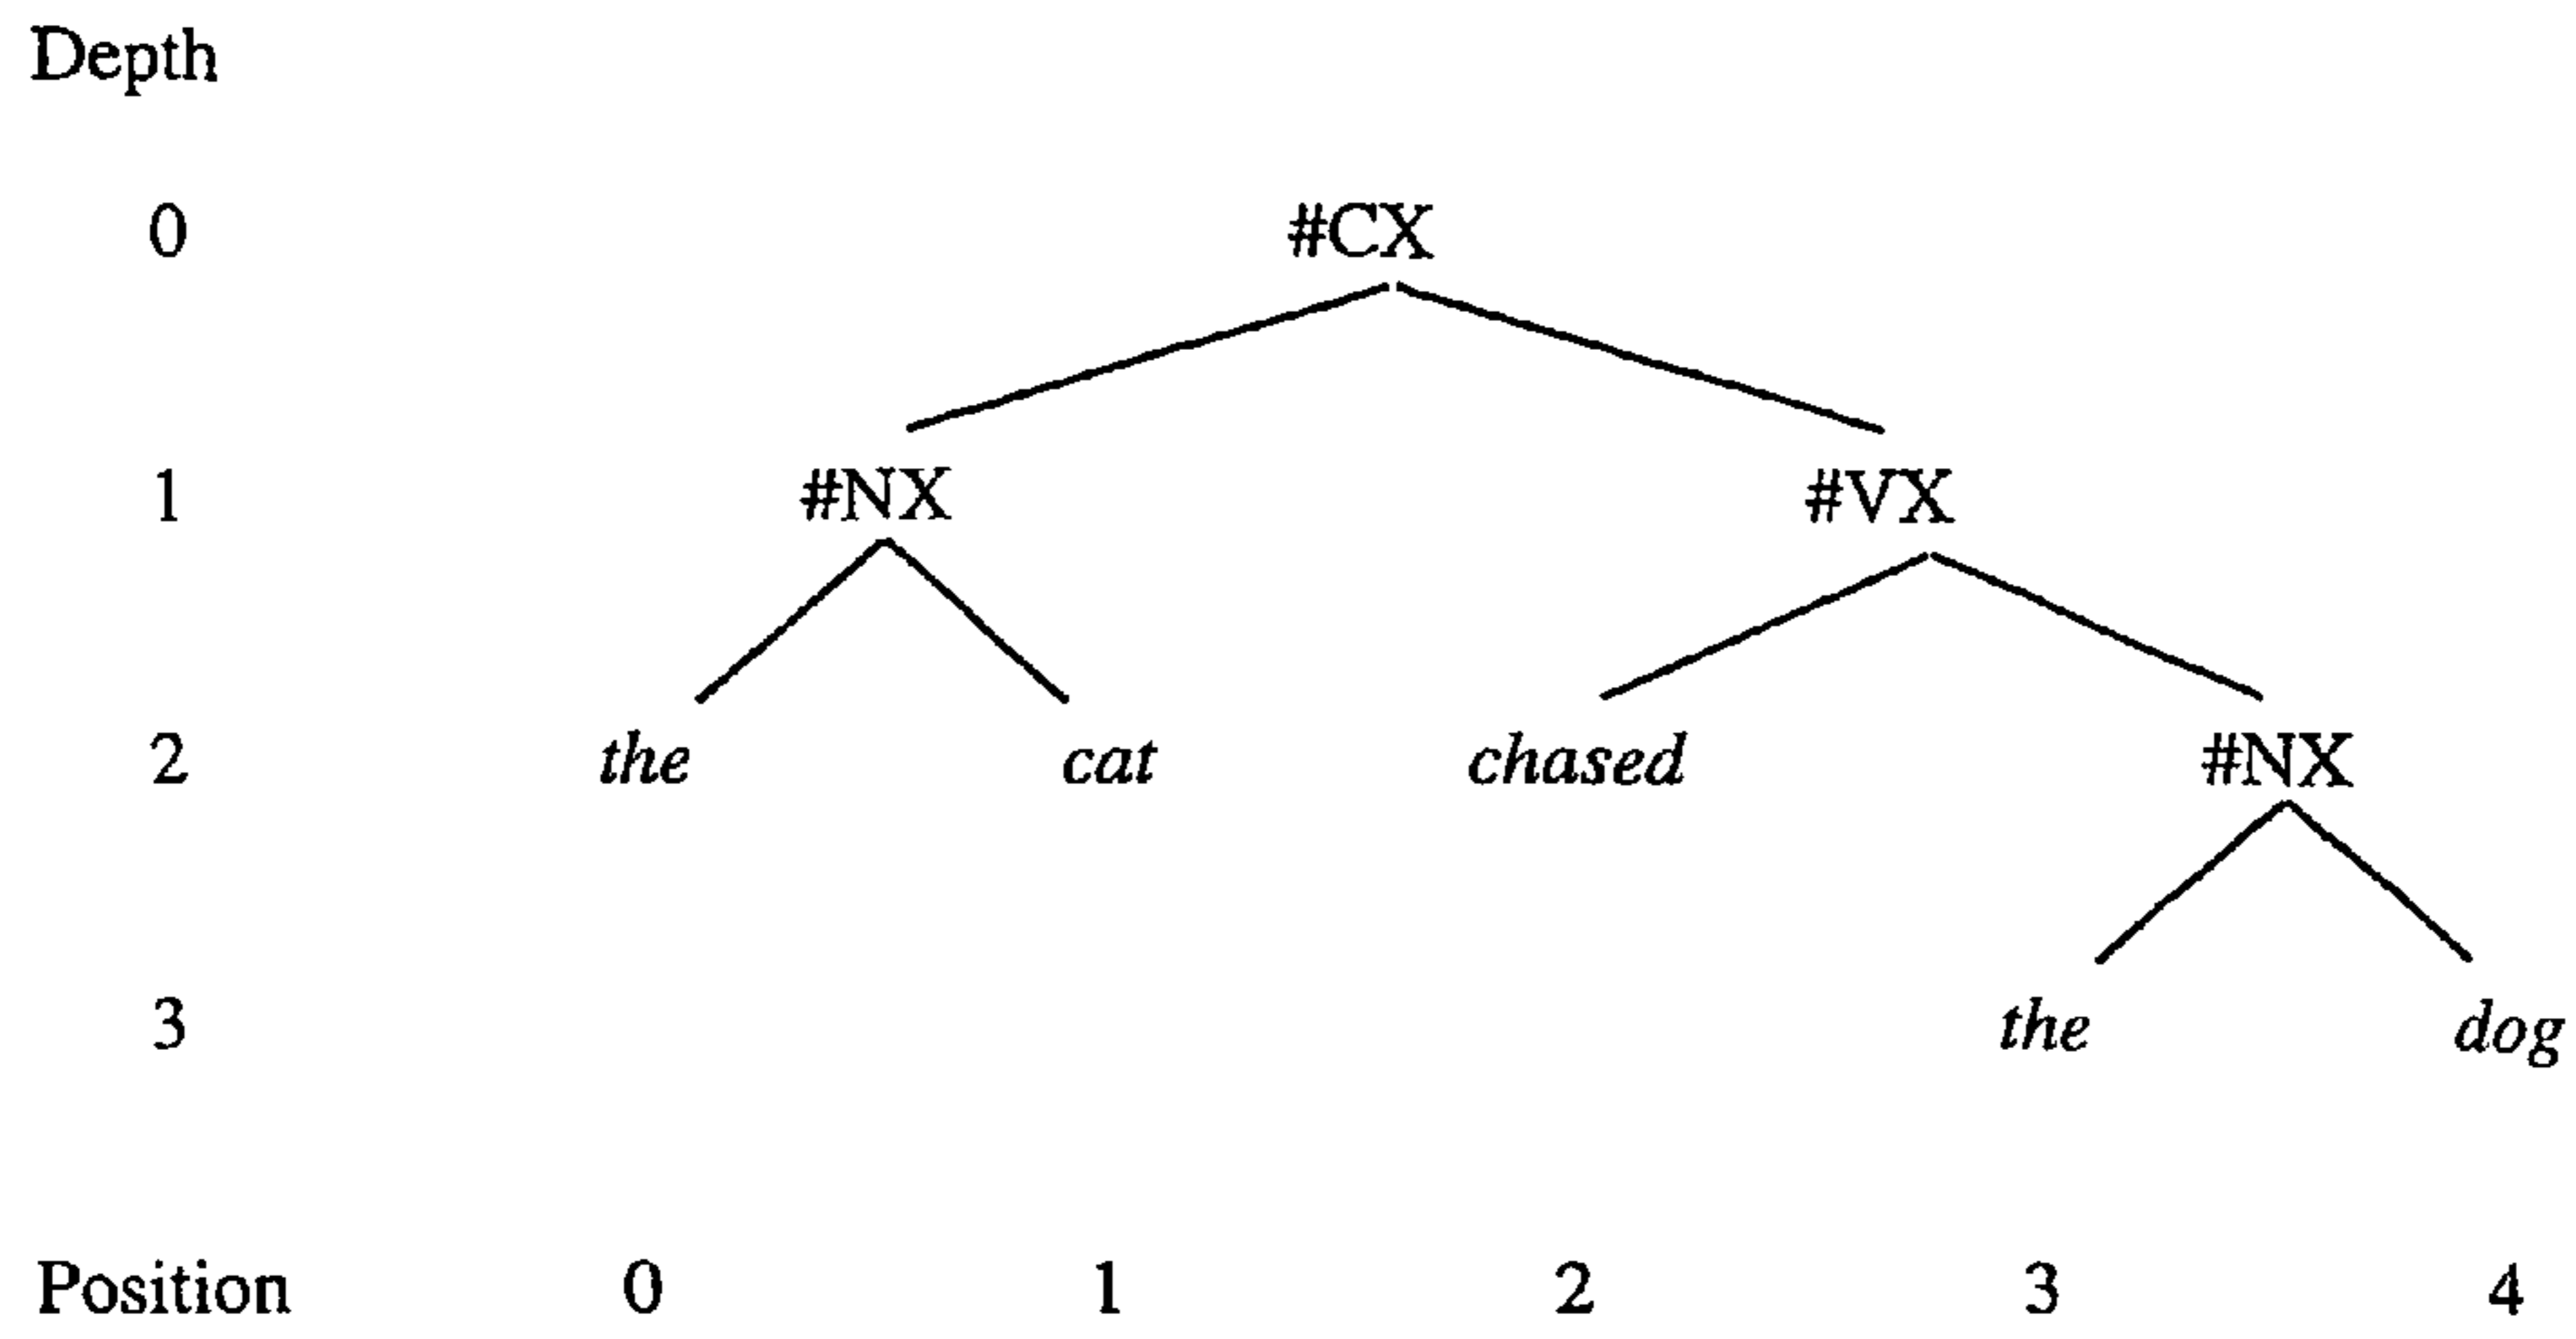 Depth
0 #CX
1 #NX #VX
2 the cat chased #NX
3 the dog
Position 0 1 2 3 4